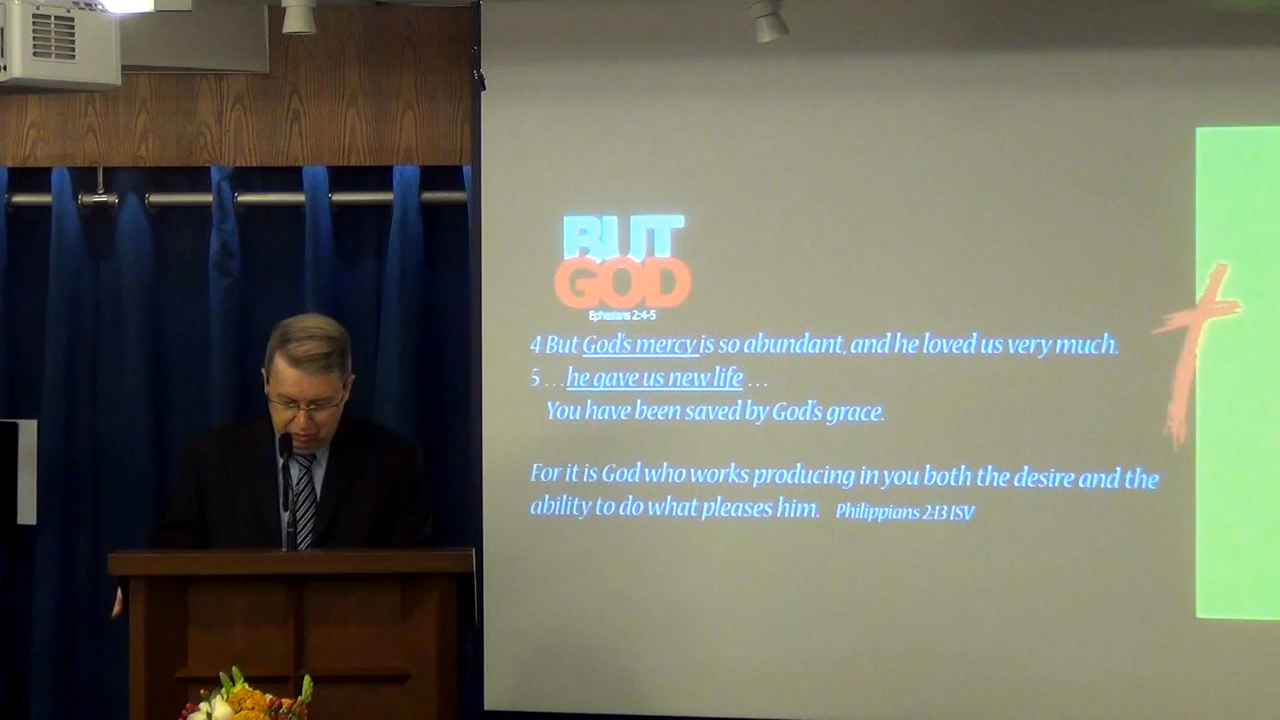 BUT
GOD
Ephesians 2:4-5
4 But God's mercy is so abundant, and he loved us very much.
5 . . . he gave us new life . . .
You have been saved by God's grace.
For it is God who works producing in you both the desire and the
ability to do what pleases him. Philippians 2:13 ISV